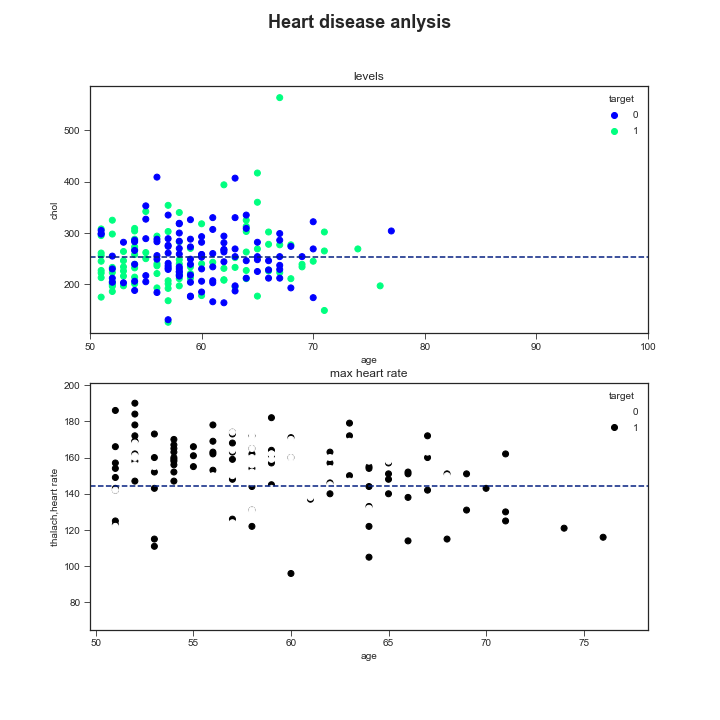 Heart disease anlysis
levels
target
0
1
chol
500
400
300
200
50 60 70 80 90 100
age
max heart rate
target
0
1
thalach,heart rate
200
180
160
140
120
100
80
50 55 60 65 70 75
age